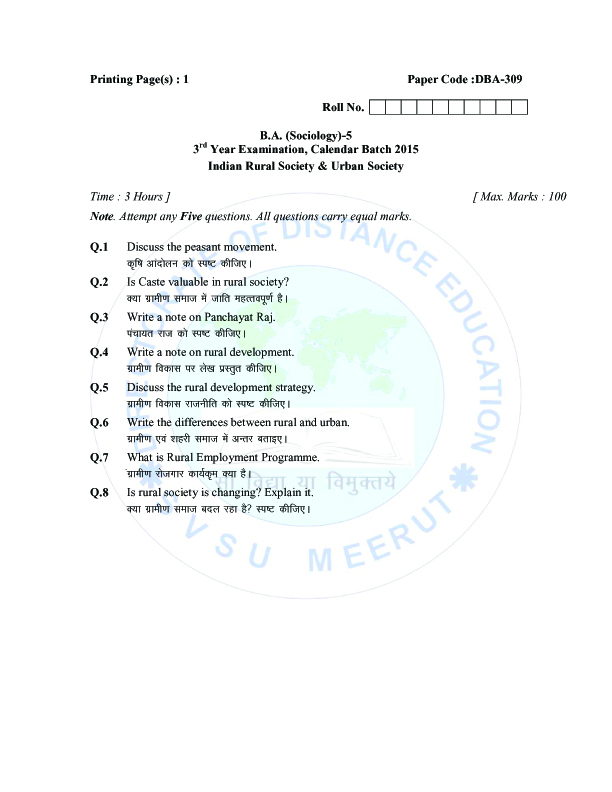 Printing Page(s) : 1 Paper Code :DBA-309
Roll No.
B.A. (Sociology)-5
3rd Year Examination, Calendar Batch 2015
Indian Rural Society & Urban Society
Time : 3 Hours ] [ Max. Marks : 100
Note. Attempt any Five questions. All questions carry equal marks.
Q.1 Discuss the peasant movement.
कृषि आंदोलन को स्पष्ट कीजिए।
Q.2 Is Caste valuable in rural society?
क्या ग्रामीण समाज में जाति महत्तवपूर्ण है।
Q.3 Write a note on Panchayat Raj.
पंचायत राज को स्पष्ट कीजिए।
Q.4 Write a note on rural development.
ग्रामीण विकास पर लेख प्रस्तुत कीजिए।
Q.5 Discuss the rural development strategy.
ग्रामीण विकास राजनीति को स्पष्ट कीजिए।
Q.6 Write the differences between rural and urban.
ग्रामीण एवं शहरी समाज में अन्तर बताइए।
Q.7 What is Rural Employment Programme.
ग्रामीण रोजगार कार्यकृम क्या है।
Q.8 Is rural society is changing? Explain it.
क्या ग्रामीण समाज बदल रहा है? स्पष्ट कीजिए।
DIRECTORATE OF DISTANCE EDUCATION
सा विद्या या विमुक्तये
SVSU MEERUT